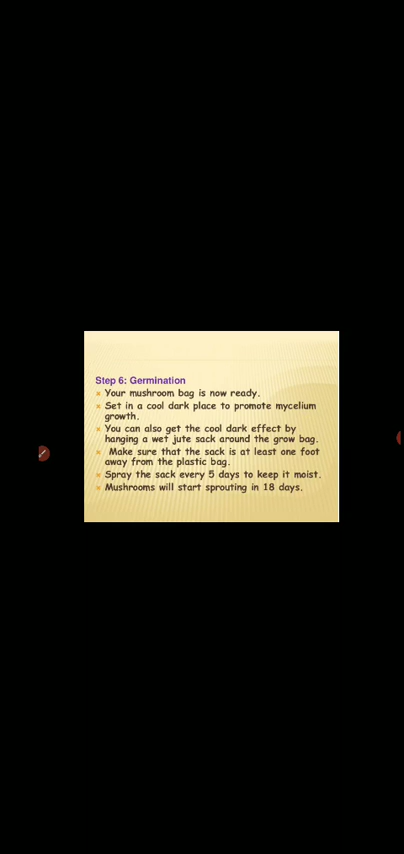 Step 6: Germination
Your mushroom bag is now ready.
Set in a cool dark place to promote mycelium
growth.
You can also get the cool dark effect by
hanging a wet jute sack around the grow bag.
Make sure that the sack is at least one foot
away from the plastic bag.
Spray the sack every 5 days to keep it moist.
Mushrooms will start sprouting in 18 days.